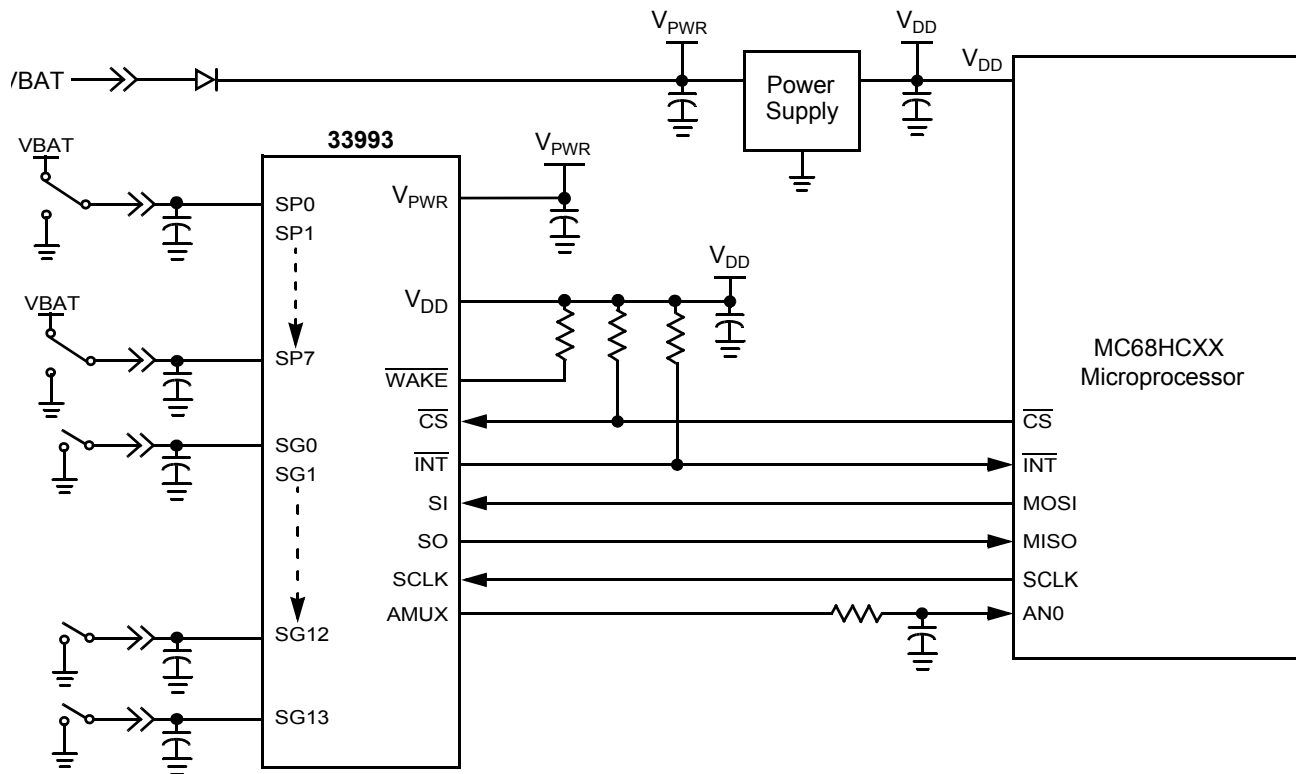 VPWR
VDD
VDD
/BAT
Power
Supply
33993
VBAT
VPWR
SP0
VPWR
SP1
VDD
VBAT
VDD
SP7
WAKE
MC68HCXX
Microprocessor
CS
CS
SG0
INT
INT
SG1
SI
MOSI
SO
MISO
SCLK
SCLK
AMUX
AN0
SG12
SG13